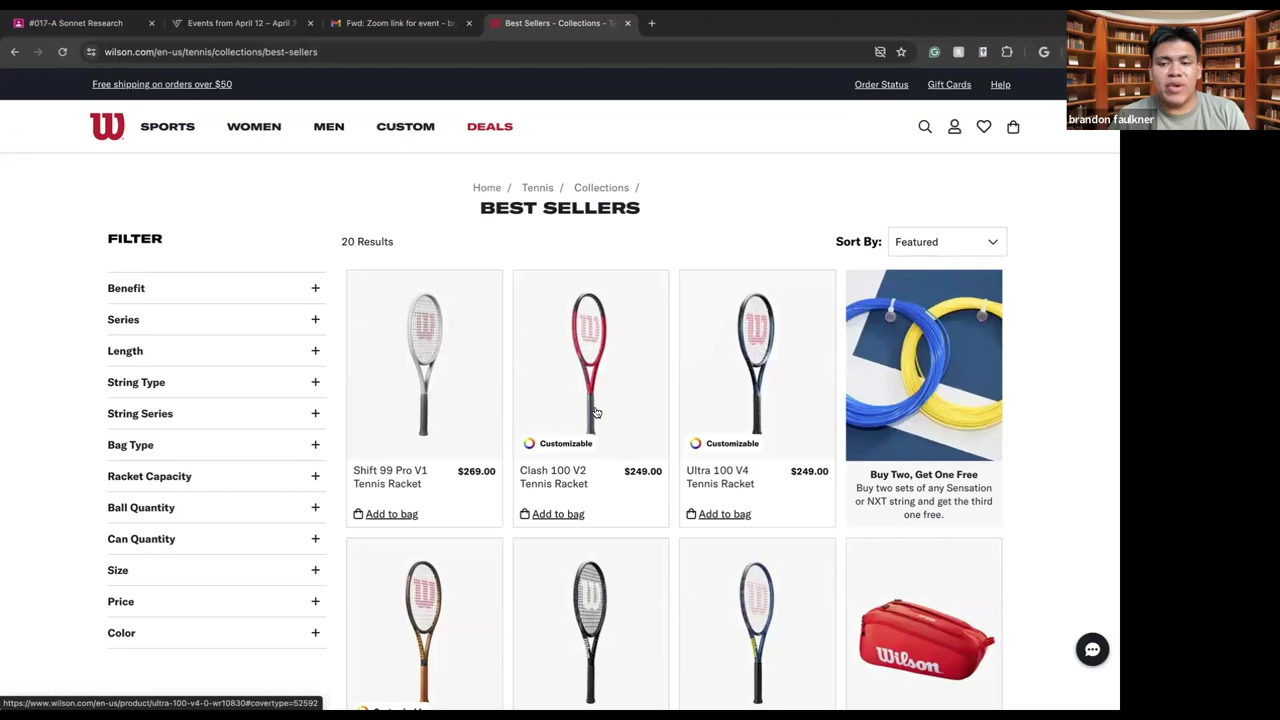 #017-A Sonnet Research
Events from April 12 – April 3
Fwd: Zoom link for event - br
Best Sellers - Collections - Te
wilson.com/en-us/tennis/collections/best-sellers
brandon faulkner
Free shipping on orders over $50
Order Status
Gift Cards
Help
W
SPORTS
WOMEN
MEN
CUSTOM
DEALS
Home /
Tennis /
Collections /
BEST SELLERS
FILTER
20 Results
Sort By:
Featured
Benefit
Series
Length
String Type
String Series
Bag Type
Racket Capacity
Ball Quantity
Can Quantity
Size
Price
Color
W
Shift 99 Pro V1
Tennis Racket
$269.00
Add to bag
W
Customizable
Clash 100 V2
Tennis Racket
$249.00
Add to bag
W
Customizable
Ultra 100 V4
Tennis Racket
$249.00
Add to bag
Buy Two, Get One Free
Buy two sets of any Sensation
or NXT string and get the third
one free.
W
W
W
Wilson
https://www.wilson.com/en-us/product/ultra-100-v4-0-wr10830#covertype=52592